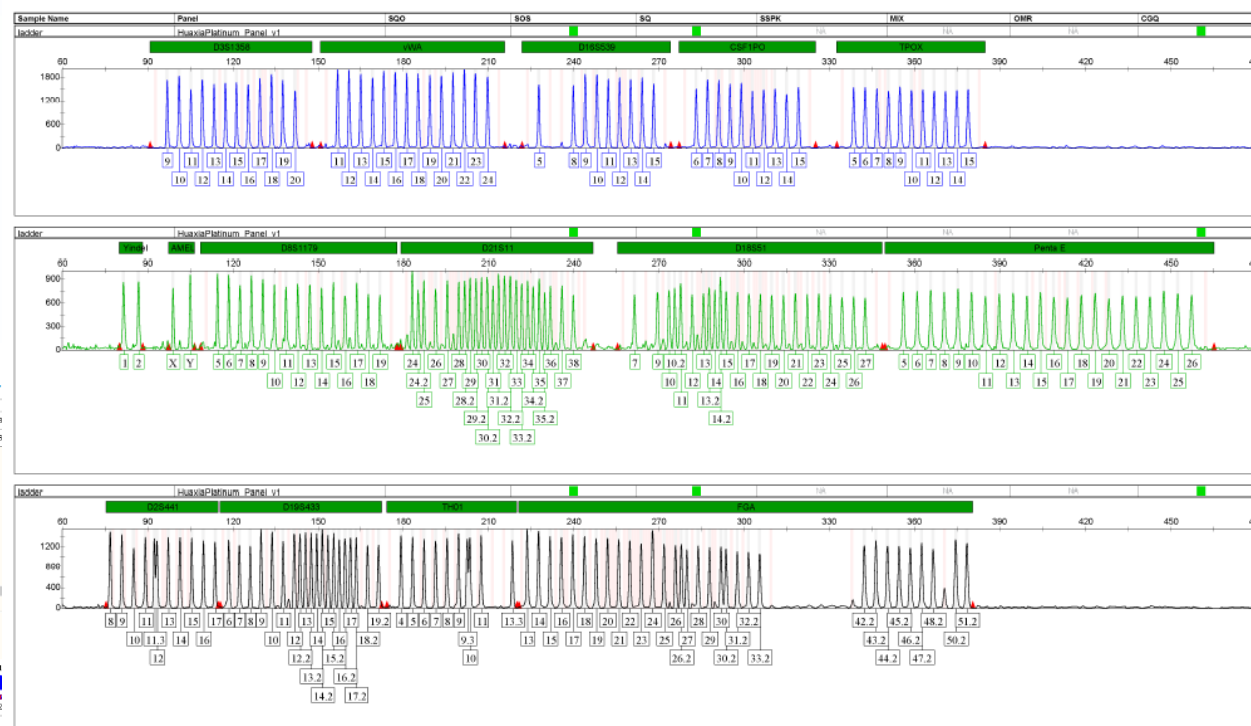 Sample Name Panel SQO SOS SQ SSPK MIX OMR CGQ
ladder HuaxiaPlatinum_Panel_v1 NA NA NA
D3S1358 vWA D16S539 CSF1PO TPOX
60 90 120 150 180 210 240 270 300 330 360 390 420 450
1800
1200
600
0
9 11 13 15 17 19 11 13 15 17 19 21 23 5 8 9 11 13 15 6 7 8 9 11 13 15 5 6 7 8 9 11 13 15
10 12 14 16 18 20 12 14 16 18 20 22 24 10 12 14 10 12 14 10 12 14
ladder HuaxiaPlatinum_Panel_v1 NA NA NA
Yindel AMEL D8S1179 D21S11 D18S51 Penta E
60 90 120 150 180 210 240 270 300 330 360 390 420 450
900
600
300
0
1 2 X Y 5 6 7 8 9 11 13 15 17 19 24 26 28 30 32 34 36 38 7 9 10.2 13 15 17 19 21 23 25 27 5 6 7 8 9 10 12 14 16 18 20 22 24 26
10 12 14 16 18 24.2 27 29 31 33 35 37 10 12 14 16 18 20 22 24 26 11 13 15 17 19 21 23 25
25 28.2 31.2 34.2 11 13.2
29.2 32.2 35.2 14.2
30.2 33.2
ladder HuaxiaPlatinum_Panel_v1 NA NA NA
D2S441 D19S433 TH01 FGA
60 90 120 150 180 210 240 270 300 330 360 390 420 450
1200
800
400
0
8 9 11 13 15 17 6 7 8 9 11 13 15 17 19.2 4 5 6 7 8 9 11 13.3 14 16 18 20 22 24 26 28 30 32.2 42.2 45.2 48.2 51.2
10 11.3 14 16 10 12 14 16 18.2 9.3 13 15 17 19 21 23 25 27 29 31.2 43.2 46.2 50.2
12 12.2 15.2 10 26.2 30.2 33.2 44.2 47.2
13.2 16.2
14.2 17.2